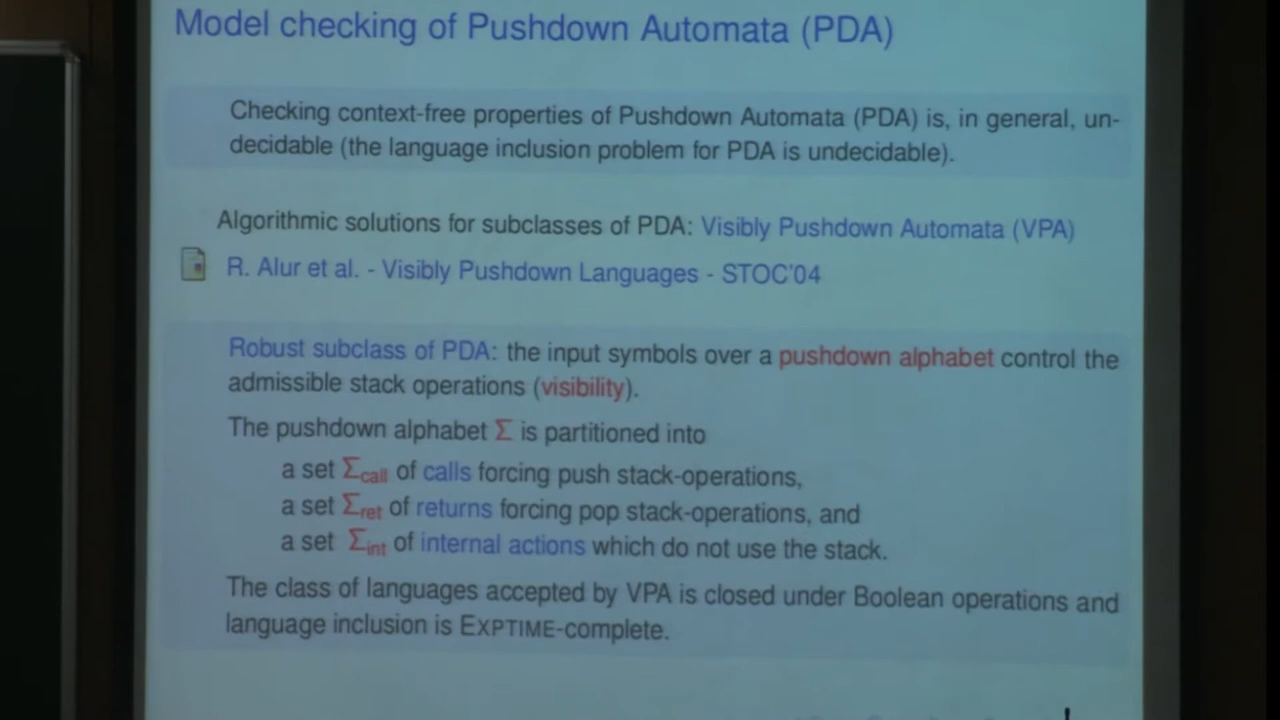 Model checking of Pushdown Automata (PDA)
Checking context-free properties of Pushdown Automata (PDA) is, in general, un-
decidable (the language inclusion problem for PDA is undecidable).
Algorithmic solutions for subclasses of PDA: Visibly Pushdown Automata (VPA)
R. Alur et al. - Visibly Pushdown Languages - STOC'04
Robust subclass of PDA: the input symbols over a pushdown alphabet control the
admissible stack operations (visibility).
The pushdown alphabet Σ is partitioned into
a set Σcall of calls forcing push stack-operations,
a set Σret of returns forcing pop stack-operations, and
a set Σint of internal actions which do not use the stack.
The class of languages accepted by VPA is closed under Boolean operations and
language inclusion is EXPTIME-complete.